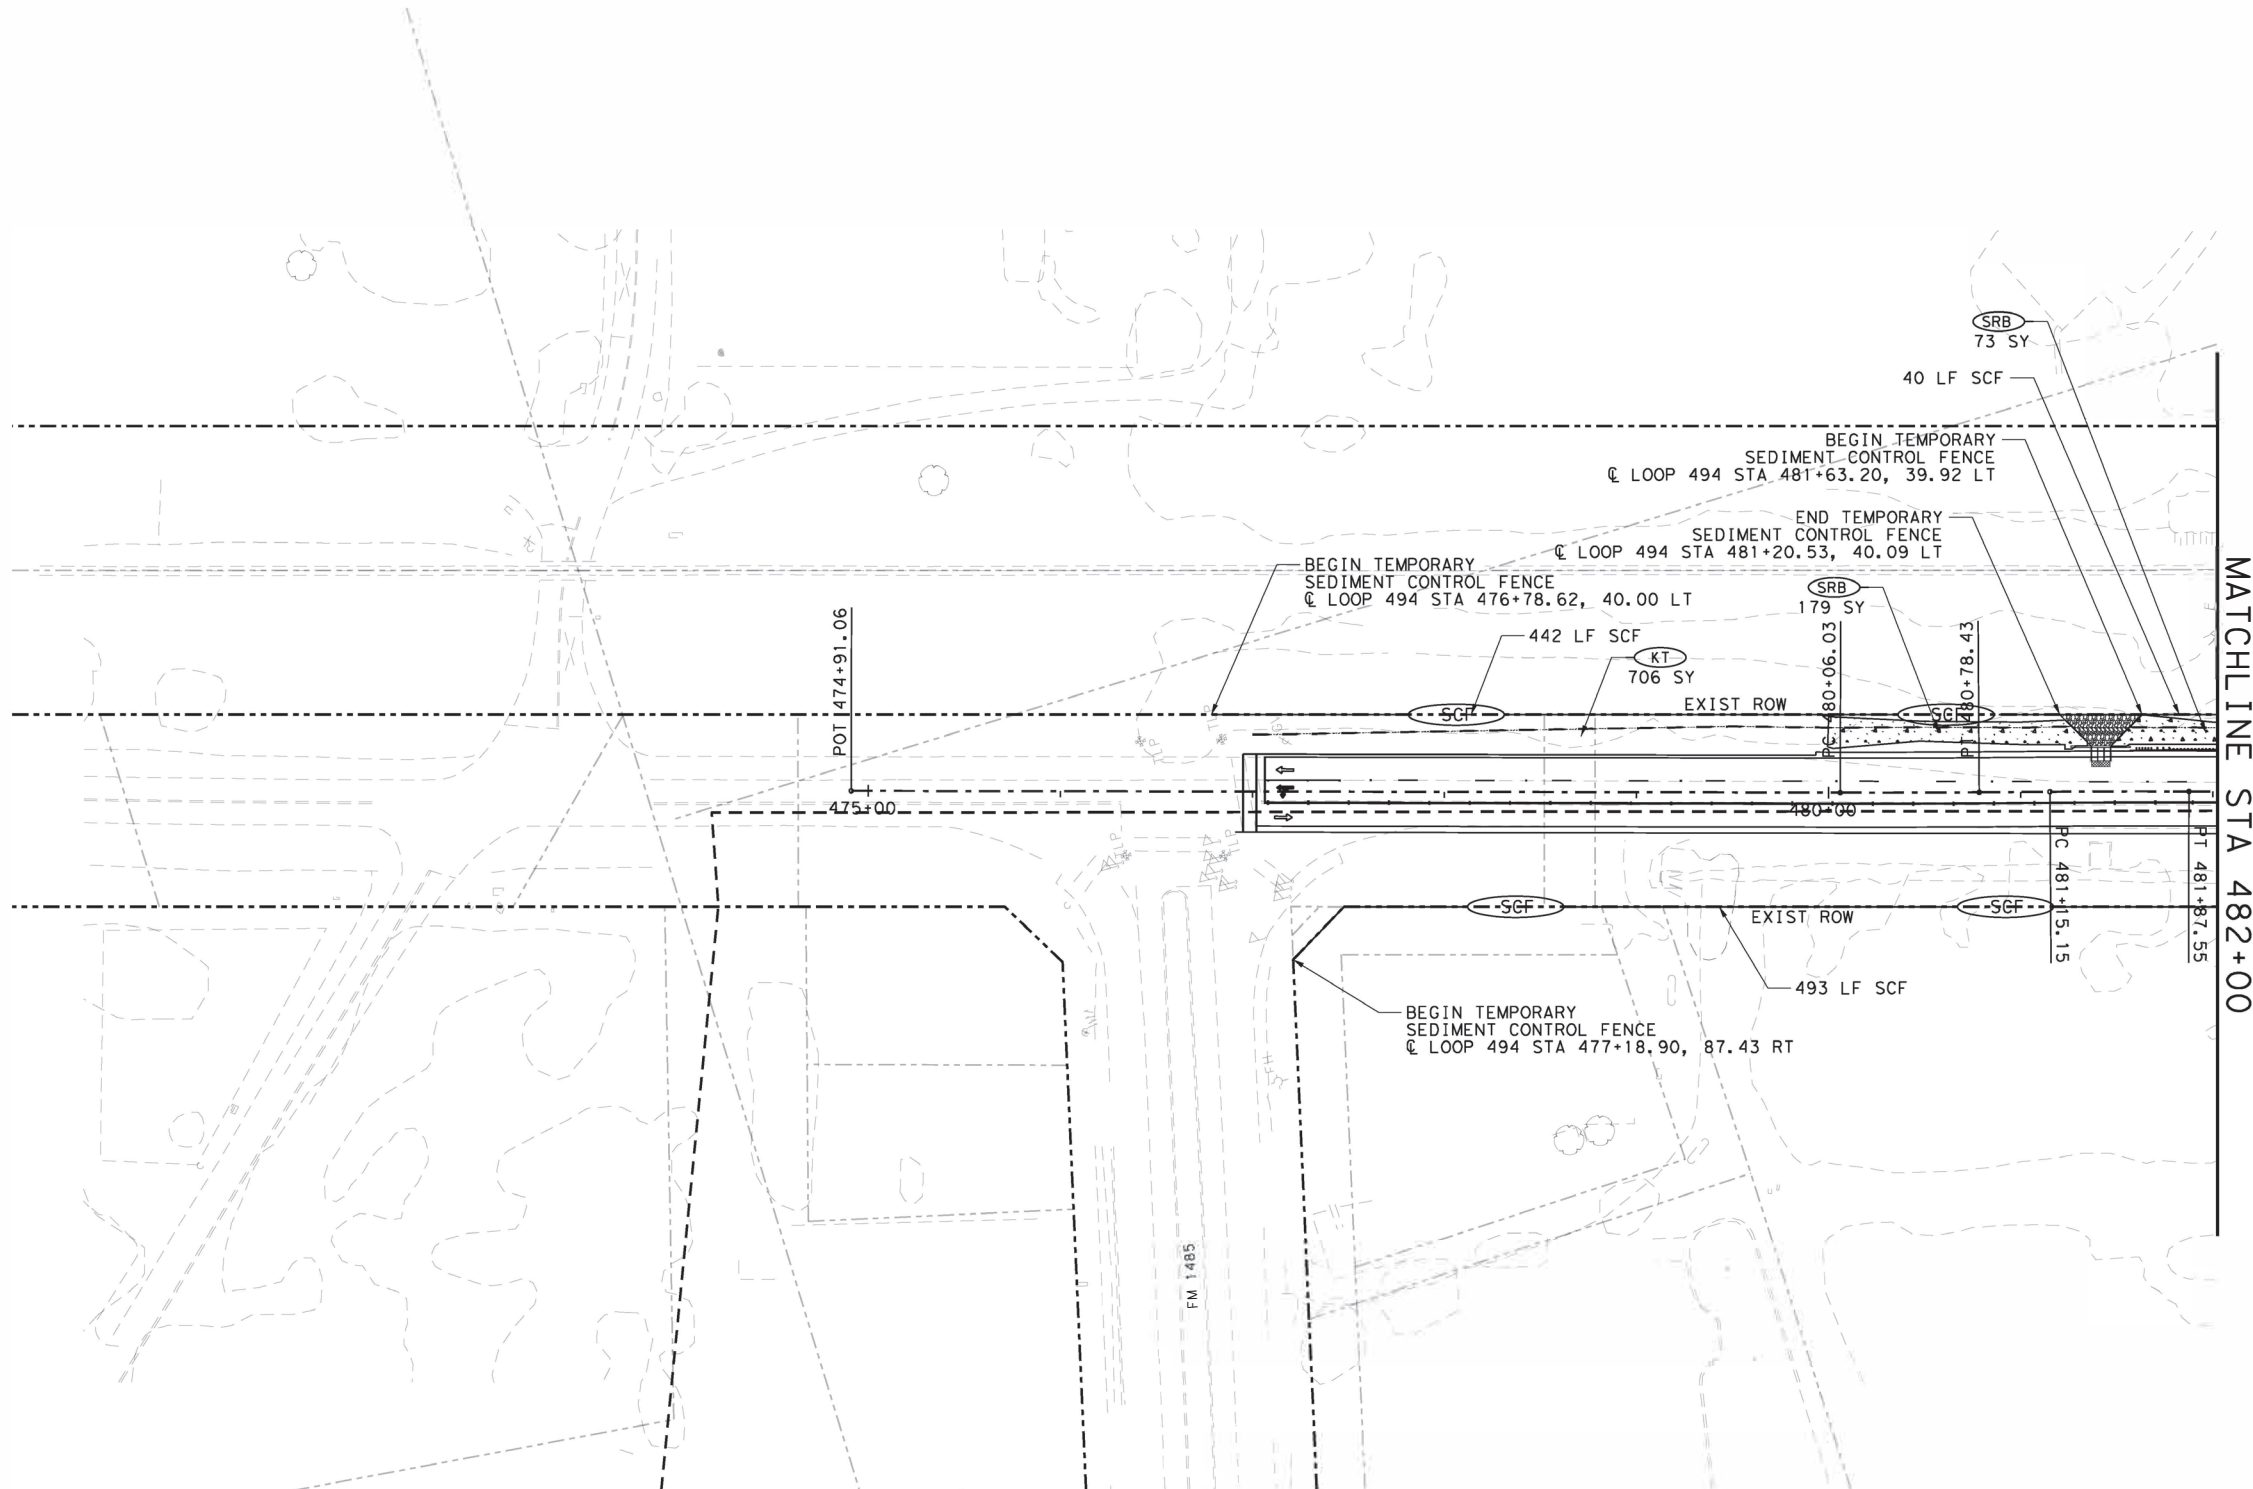 SRB
73 SY
40 LF SCF
BEGIN TEMPORARY
SEDIMENT CONTROL FENCE
℄ LOOP 494 STA 481+63.20, 39.92 LT
END TEMPORARY
SEDIMENT CONTROL FENCE
℄ LOOP 494 STA 481+20.53, 40.09 LT
BEGIN TEMPORARY
SEDIMENT CONTROL FENCE
℄ LOOP 494 STA 476+78.62, 40.00 LT
SRB
179 SY
442 LF SCF
KT
706 SY
POT 474+91.06
PC 480+06.03
PT 480+78.43
EXIST ROW
SCF
SCF
475+00
480+00
PC 481+15.15
PT 481+87.55
SCF
SCF
EXIST ROW
493 LF SCF
BEGIN TEMPORARY
SEDIMENT CONTROL FENCE
℄ LOOP 494 STA 477+18.90, 87.43 RT
FM 1485
MATCHLINE STA 482+00